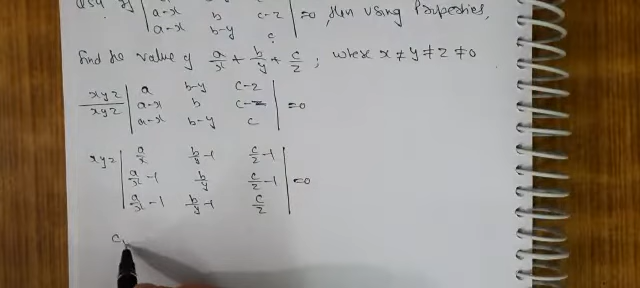 a-x b c-z =0, then using Properties,
a-x b-y c
find the value of a/x + b/y + c/z ; where x ≠ y ≠ z ≠ 0
xyz/xyz | a b-y c-z |
| a-x b c-z | =0
| a-x b-y c |
xyz | a/x b/y-1 c/z-1 |
| a/x-1 b/y c/z-1 | =0
| a/x-1 b/y-1 c/z |
C